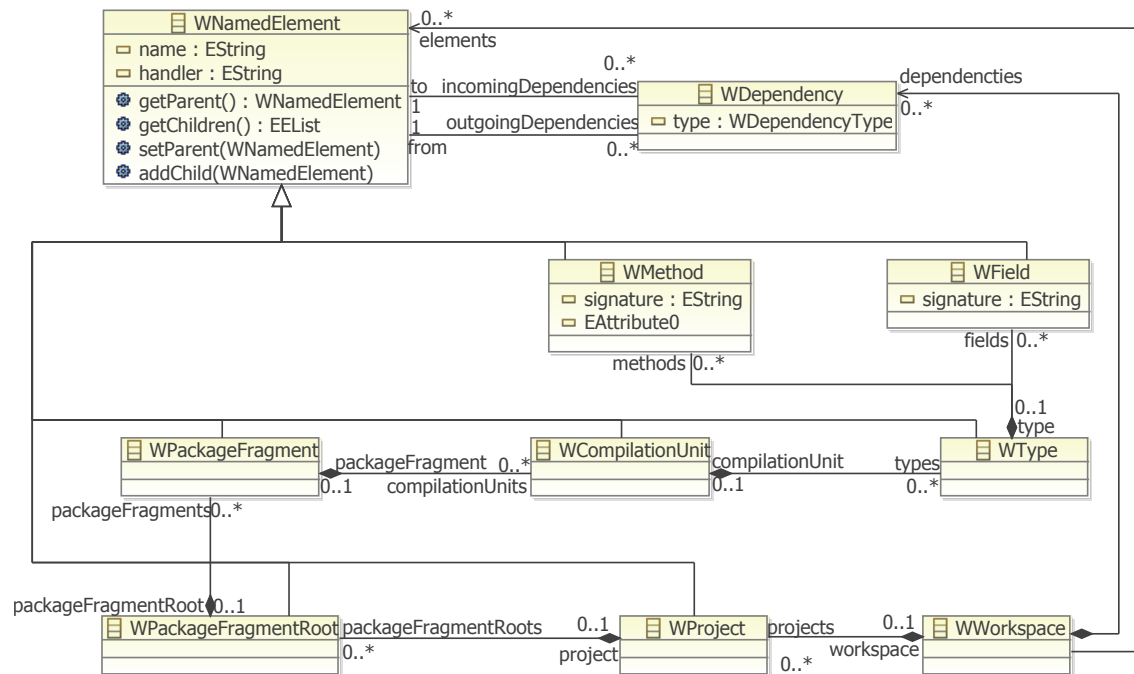 WNamedElement
name : EString
handler : EString
getParent() : WNamedElement
getChildren() : EEList
setParent(WNamedElement)
addChild(WNamedElement)
0..*
elements
0..*
to incomingDependencies
1
1 outgoingDependencies
from
0..*
WDependency
type : WDependencyType
dependencties
0..*
WMethod
signature : EString
EAttribute0
methods 0..*
WField
signature : EString
fields 0..*
0..1
type
WPackageFragment
packageFragment 0..*
0..1 compilationUnits
WCompilationUnit
compilationUnit types
0..1 0..*
WType
packageFragments 0..*
packageFragmentRoot 0..1
WPackageFragmentRoot
packageFragmentRoots 0..1
0..* project
WProject
projects 0..1
0..* workspace
WWorkspace